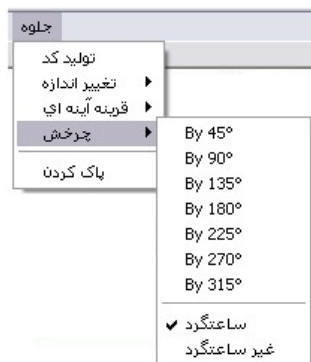 جلوه
تولید کد
تغییر اندازه
قرینه آینه اي
چرخش
پاک کردن
By 45°
By 90°
By 135°
By 180°
By 225°
By 270°
By 315°
ساعتگرد
غیر ساعتگرد